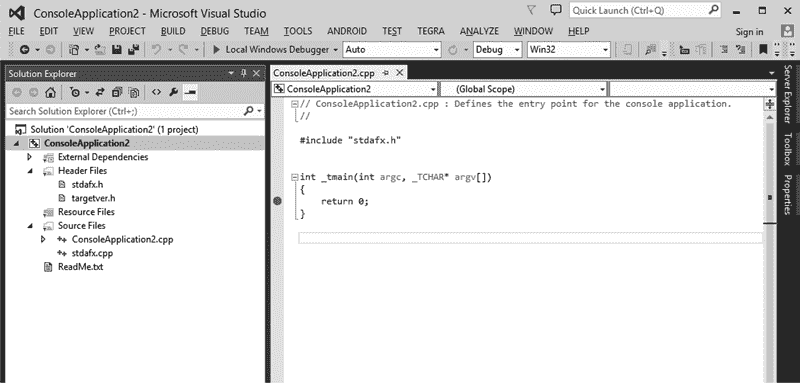 ConsoleApplication2 - Microsoft Visual Studio
Quick Launch (Ctrl+Q)
FILE EDIT VIEW PROJECT BUILD DEBUG TEAM TOOLS ANDROID TEST TEGRA ANALYZE WINDOW HELP Sign in
Local Windows Debugger Auto Debug Win32
Solution Explorer
Search Solution Explorer (Ctrl+;)
Solution 'ConsoleApplication2' (1 project)
ConsoleApplication2
External Dependencies
Header Files
stdafx.h
targetver.h
Resource Files
Source Files
ConsoleApplication2.cpp
stdafx.cpp
ReadMe.txt
ConsoleApplication2.cpp
ConsoleApplication2 (Global Scope)
// ConsoleApplication2.cpp : Defines the entry point for the console application.
//
#include "stdafx.h"
int _tmain(int argc, _TCHAR* argv[])
{
return 0;
}
Server Explorer
Toolbox
Properties